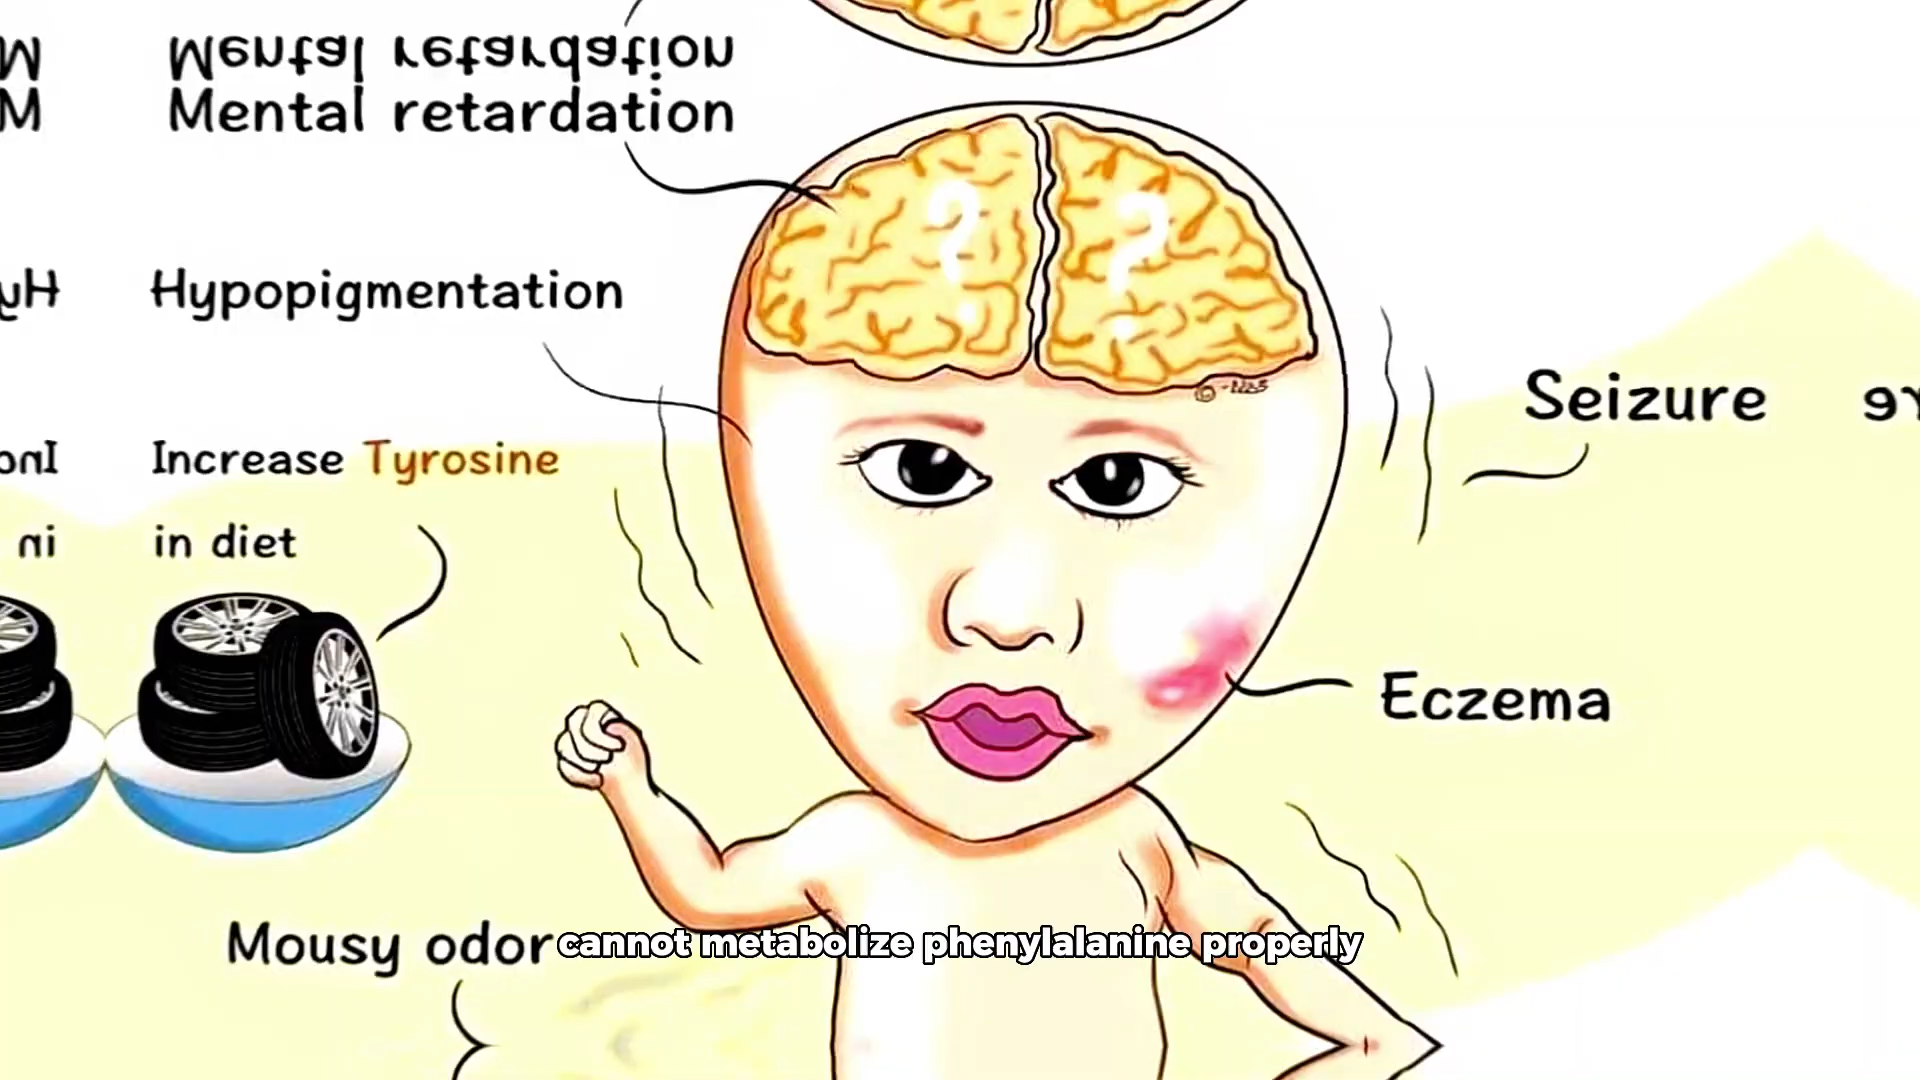 Mental retardation
Mental retardation
Hypopigmentation
Seizure
Increase Tyrosine
in diet
Eczema
Mousy odor
cannot metabolize phenylalanine properly